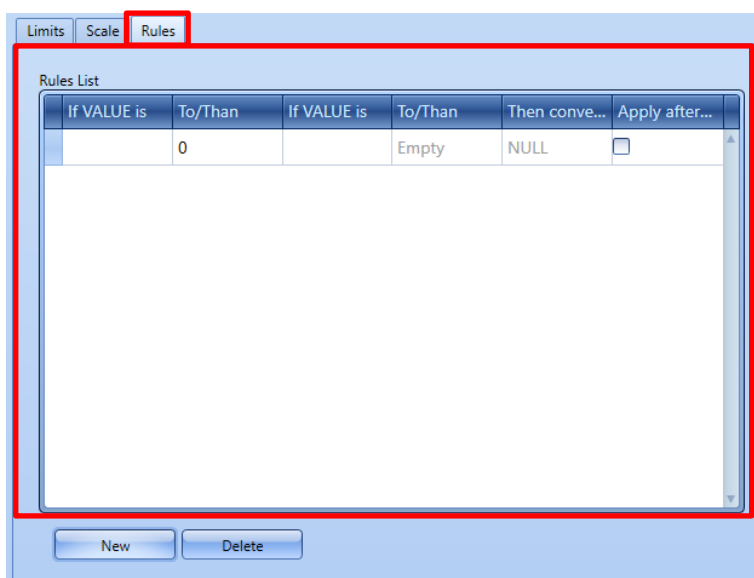 Limits Scale Rules
Rules List
If VALUE is To/Than If VALUE is To/Than Then conve... Apply after...
0 Empty NULL
New Delete